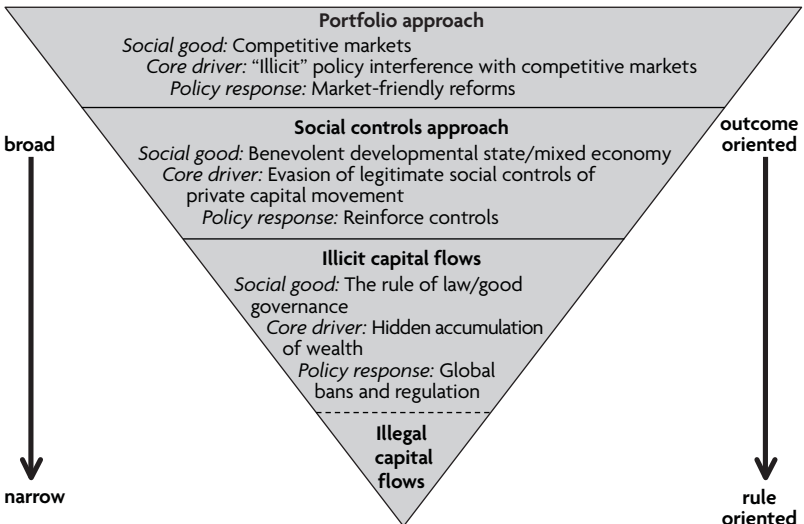 Portfolio approach
Social good: Competitive markets
Core driver: “Illicit” policy interference with competitive markets
Policy response: Market-friendly reforms
broad
outcome
oriented
Social controls approach
Social good: Benevolent developmental state/mixed economy
Core driver: Evasion of legitimate social controls of
private capital movement
Policy response: Reinforce controls
Illicit capital flows
Social good: The rule of law/good
governance
Core driver: Hidden accumulation
of wealth
Policy response: Global
bans and regulation
Illegal
capital
flows
narrow
rule
oriented